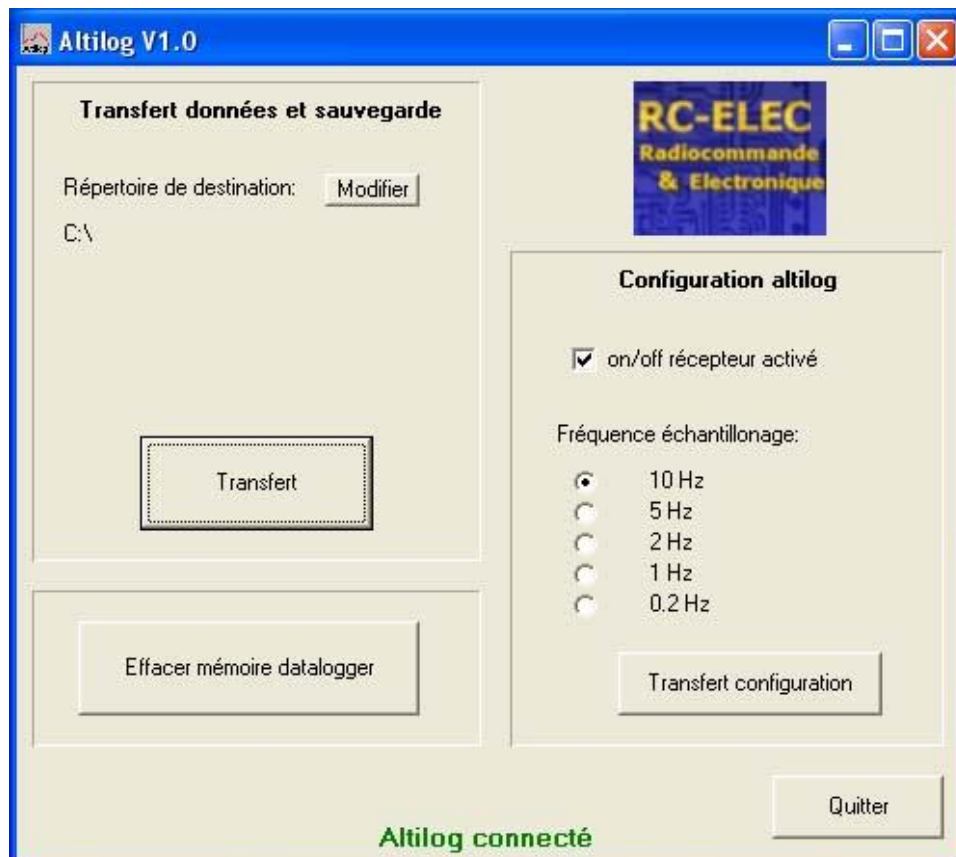 Altilog V1.0
Transfert données et sauvegarde
Répertoire de destination:
Modifier
C:\
Transfert
Effacer mémoire datalogger
RC-ELEC
Radiocommande
& Electronique
Configuration altilog
on/off récepteur activé
Fréquence échantillonage:
10 Hz
5 Hz
2 Hz
1 Hz
0.2 Hz
Transfert configuration
Quitter
Altilog connecté